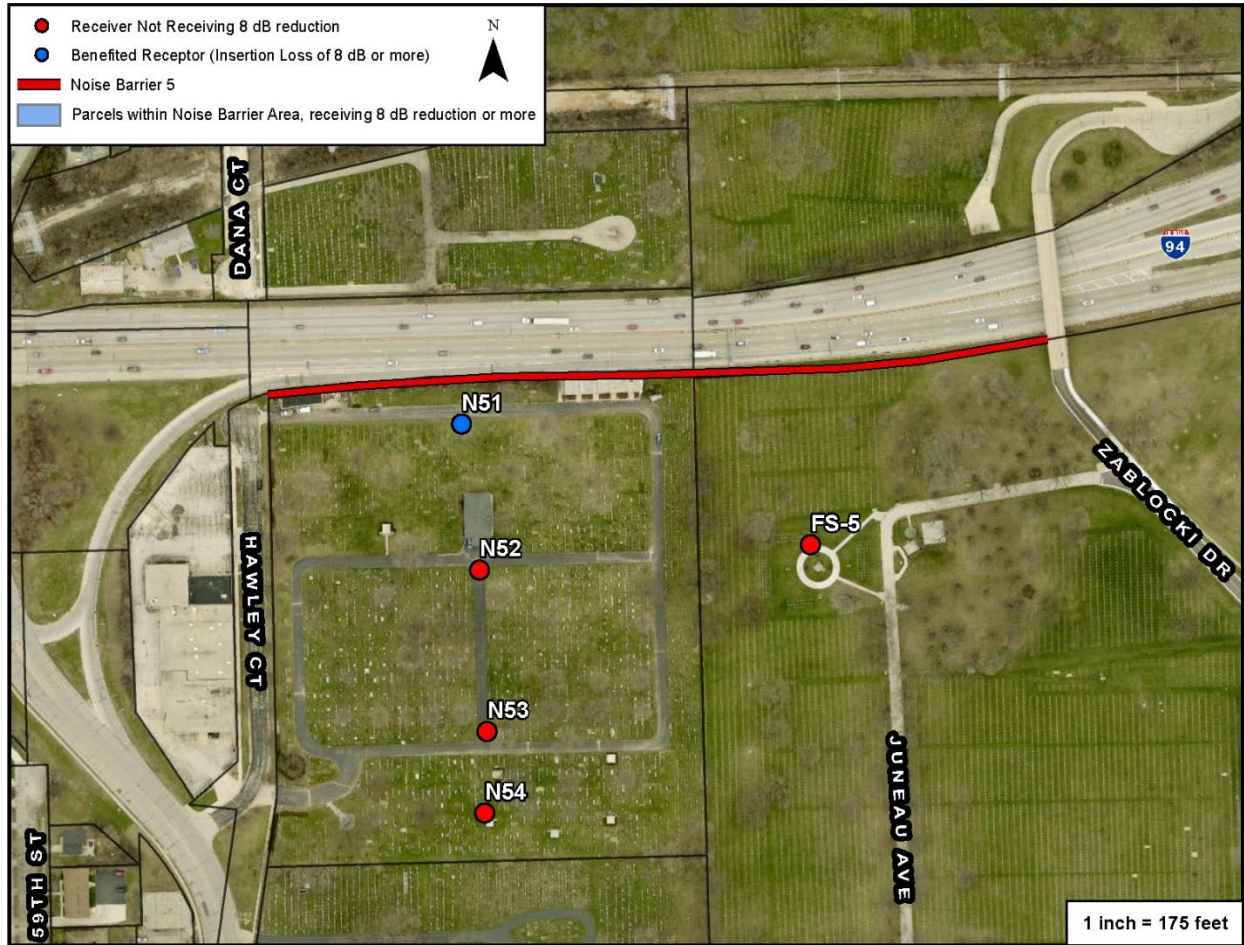 Receiver Not Receiving 8 dB reduction
Benefited Receptor (Insertion Loss of 8 dB or more)
Noise Barrier 5
Parcels within Noise Barrier Area, receiving 8 dB reduction or more
N
DANA CT
94
N51
ZABLOCKI DR
FS-5
HAWLEY CT
N52
N53
JUNEAU AVE
N54
59TH ST
1 inch = 175 feet